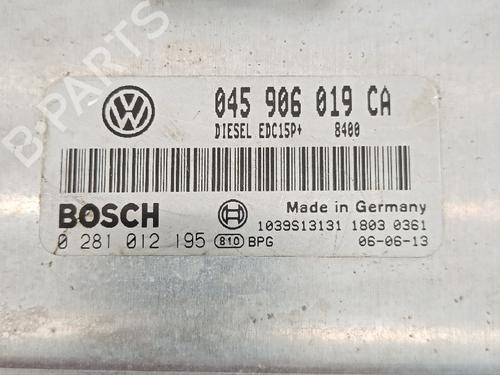 B-PARTS
045 906 019 CA
DIESEL EDC15P+ 8400
BOSCH
Made in Germany
1039S13131 1803 0361
0 281 012 195 810 BPG 06-06-13